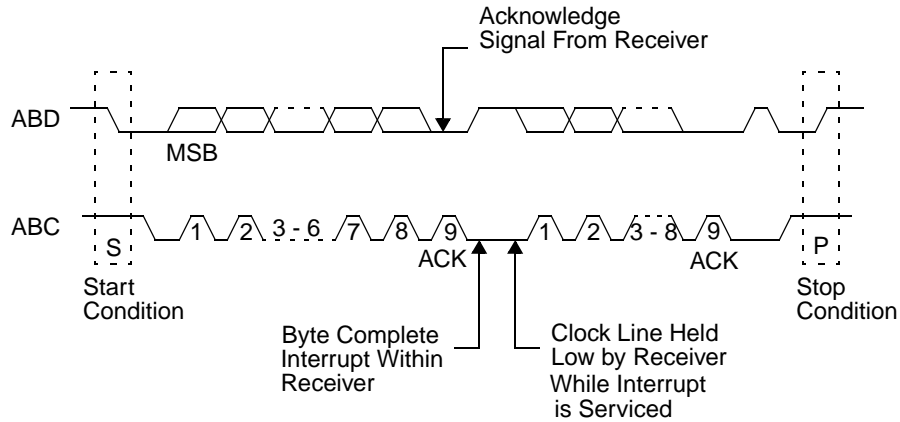 Acknowledge
Signal From Receiver
ABD
MSB
ABC
S
1 2 3 - 6 7 8 9
1 2 3 - 8 9
P
ACK
ACK
Start
Condition
Stop
Condition
Byte Complete
Interrupt Within
Receiver
Clock Line Held
Low by Receiver
While Interrupt
is Serviced